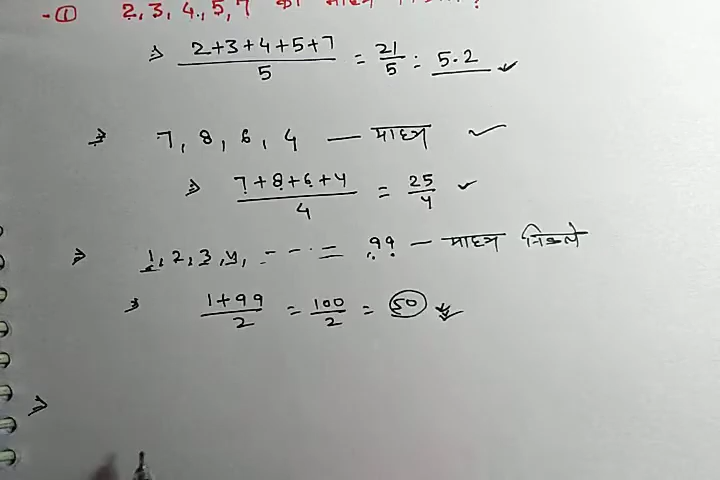 -① 2, 3, 4, 5, 7 का माध्य
⇒ 2+3+4+5+7/5 = 21/5 = 5.2
⇒ 7, 8, 6, 4 — माध्य
⇒ 7+8+6+4/4 = 25/4
⇒ 1, 2, 3, 4, - - - = 99 — माध्य निकाले
⇒ 1+99/2 = 100/2 = 50
⇒